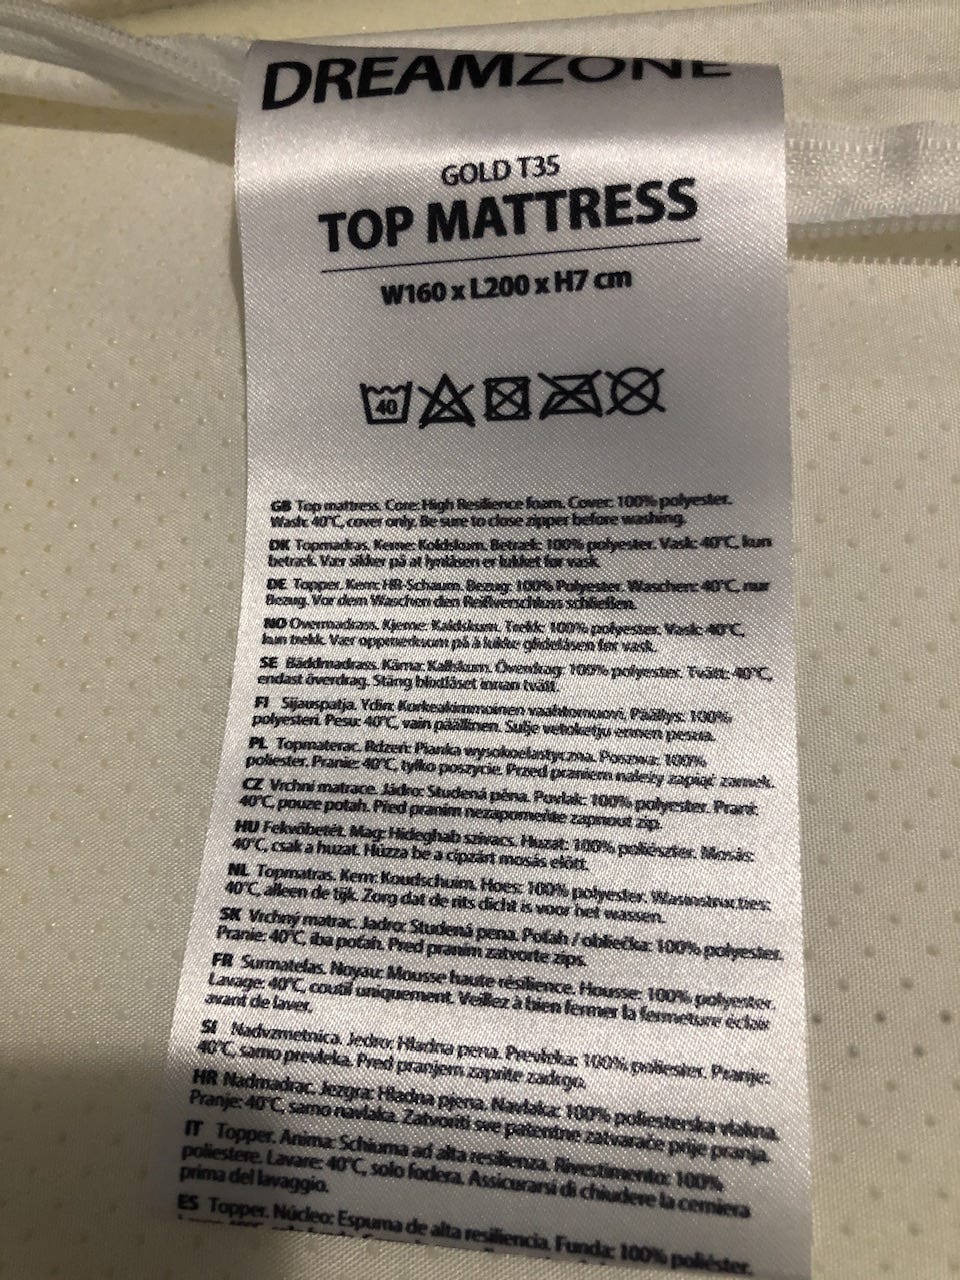 DREAMZONE
GOLD T35
TOP MATTRESS
W160 x L200 x H7 cm
40
GB Top mattress. Core: High Resilience foam. Cover: 100% polyester.
Wash: 40°C, cover only. Be sure to close zipper before washing.
DK Topmadras. Kerne: Koldskum. Betræk: 100% polyester. Vask: 40°C, kun
betræk. Vær sikker på at lynlåsen er lukket før vask.
DE Topper. Kern: HR-Schaum. Bezug: 100% Polyester. Waschen: 40°C, nur
Bezug. Vor dem Waschen den Reißverschluss schließen.
NO Overmadrass. Kjerne: Kaldskum. Trekk: 100% polyester. Vask: 40°C,
kun trekk. Vær oppmerksom på å lukke glidelåsen før vask.
SE Bäddmadrass. Kärna: Kallskum. Överdrag: 100% polyester. Tvätt: 40°C,
endast överdrag. Stäng blixtlåset innan tvätt.
FI Sijauspatja. Ydin: Korkeakimmoinen vaahtomuovi. Päällys: 100%
polyesteri. Pesu: 40°C, vain päällinen. Sulje vetoketju ennen pesua.
PL Topmaterac. Rdzeń: Pianka wysokoelastyczna. Poszwa: 100%
poliester. Pranie: 40°C, tylko poszycie. Przed praniem należy zapiąć zamek.
CZ Vrchní matrace. Jádro: Studená pěna. Povlak: 100% polyester. Praní:
40°C, pouze potah. Před praním nezapomeňte zapnout zip.
HU Fekvőbetét. Mag: Hideghab szivacs. Huzat: 100% poliészter. Mosás:
40°C, csak a huzat. Húzza be a cipzárt mosás előtt.
NL Topmatras. Kern: Koudschuim. Hoes: 100% polyester. Wasinstructies:
40°C, alleen de tijk. Zorg dat de rits dicht is voor het wassen.
SK Vrchný matrac. Jadro: Studená pena. Poťah / obliečka: 100% polyester.
Pranie: 40°C, iba poťah. Pred praním zatvorte zips.
FR Surmatelas. Noyau: Mousse haute résilience. Housse: 100% polyester.
Lavage: 40°C, coutil uniquement. Veillez à bien fermer la fermeture éclair
avant de laver.
SI Nadvzmetnica. Jedro: Hladna pena. Prevleka: 100% poliester. Pranje:
40°C, samo prevleka. Pred pranjem zaprite zadrgo.
HR Nadmadrac. Jezgra: Hladna pjena. Navlaka: 100% poliesterska vlakna.
Pranje: 40°C, samo navlaka. Zatvoriti sve patentne zatvarače prije pranja.
IT Topper. Anima: Schiuma ad alta resilienza. Rivestimento: 100%
poliestere. Lavare: 40°C, solo fodera. Assicurarsi di chiudere la cerniera
prima del lavaggio.
ES Topper. Núcleo: Espuma de alta resiliencia. Funda: 100% poliéster.